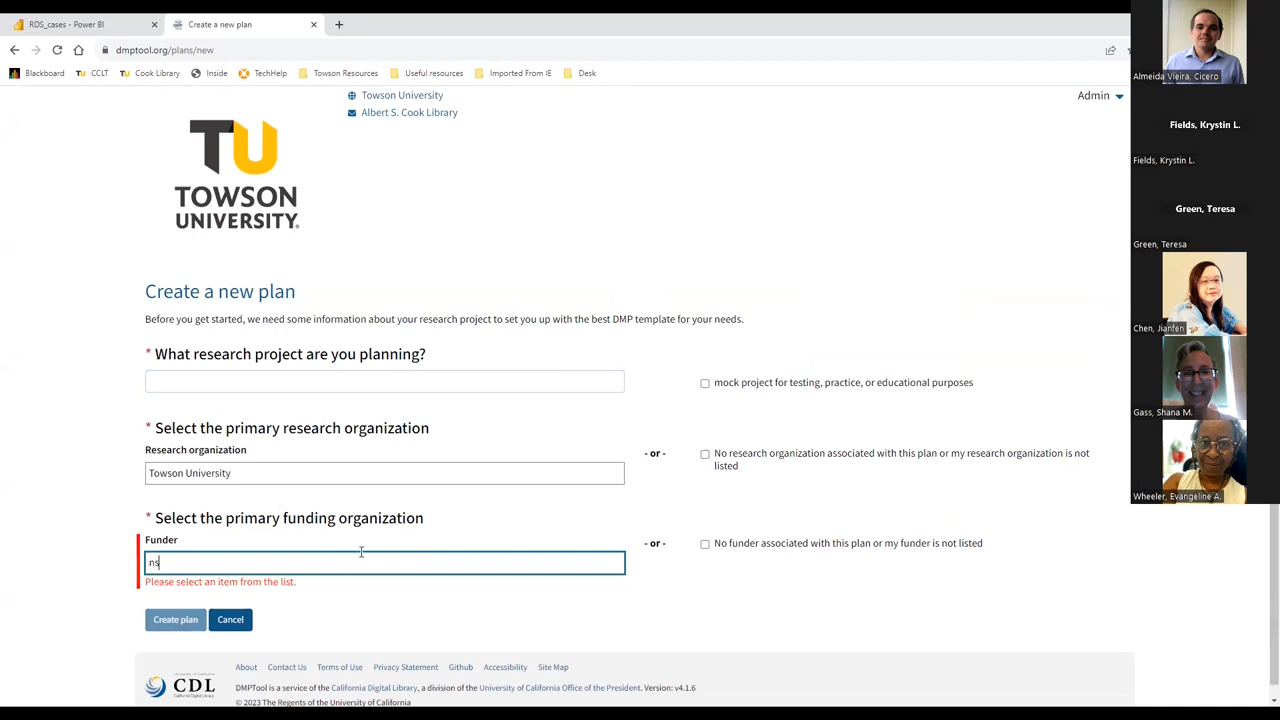 RDS_cases - Power BI
Create a new plan
dmptool.org/plans/new
Blackboard
CCLT
Cook Library
Inside
TechHelp
Towson Resources
Useful resources
Imported From IE
Desk
Towson University
Albert S. Cook Library
Admin
TU
TOWSON
UNIVERSITY.
Create a new plan
Before you get started, we need some information about your research project to set you up with the best DMP template for your needs.
* What research project are you planning?
mock project for testing, practice, or educational purposes
* Select the primary research organization
Research organization
Towson University
- or -
No research organization associated with this plan or my research organization is not
listed
* Select the primary funding organization
Funder
ns
- or -
No funder associated with this plan or my funder is not listed
Please select an item from the list.
Create plan
Cancel
CDL
About
Contact Us
Terms of Use
Privacy Statement
Github
Accessibility
Site Map
DMPTool is a service of the California Digital Library, a division of the University of California Office of the President. Version: v4.1.6
© 2023 The Regents of the University of California
Almeida Vieira, Cicero
Fields, Krystin L.
Fields, Krystin L.
Green, Teresa
Green, Teresa
Chen, Jianfen
Gass, Shana M.
Wheeler, Evangeline A.